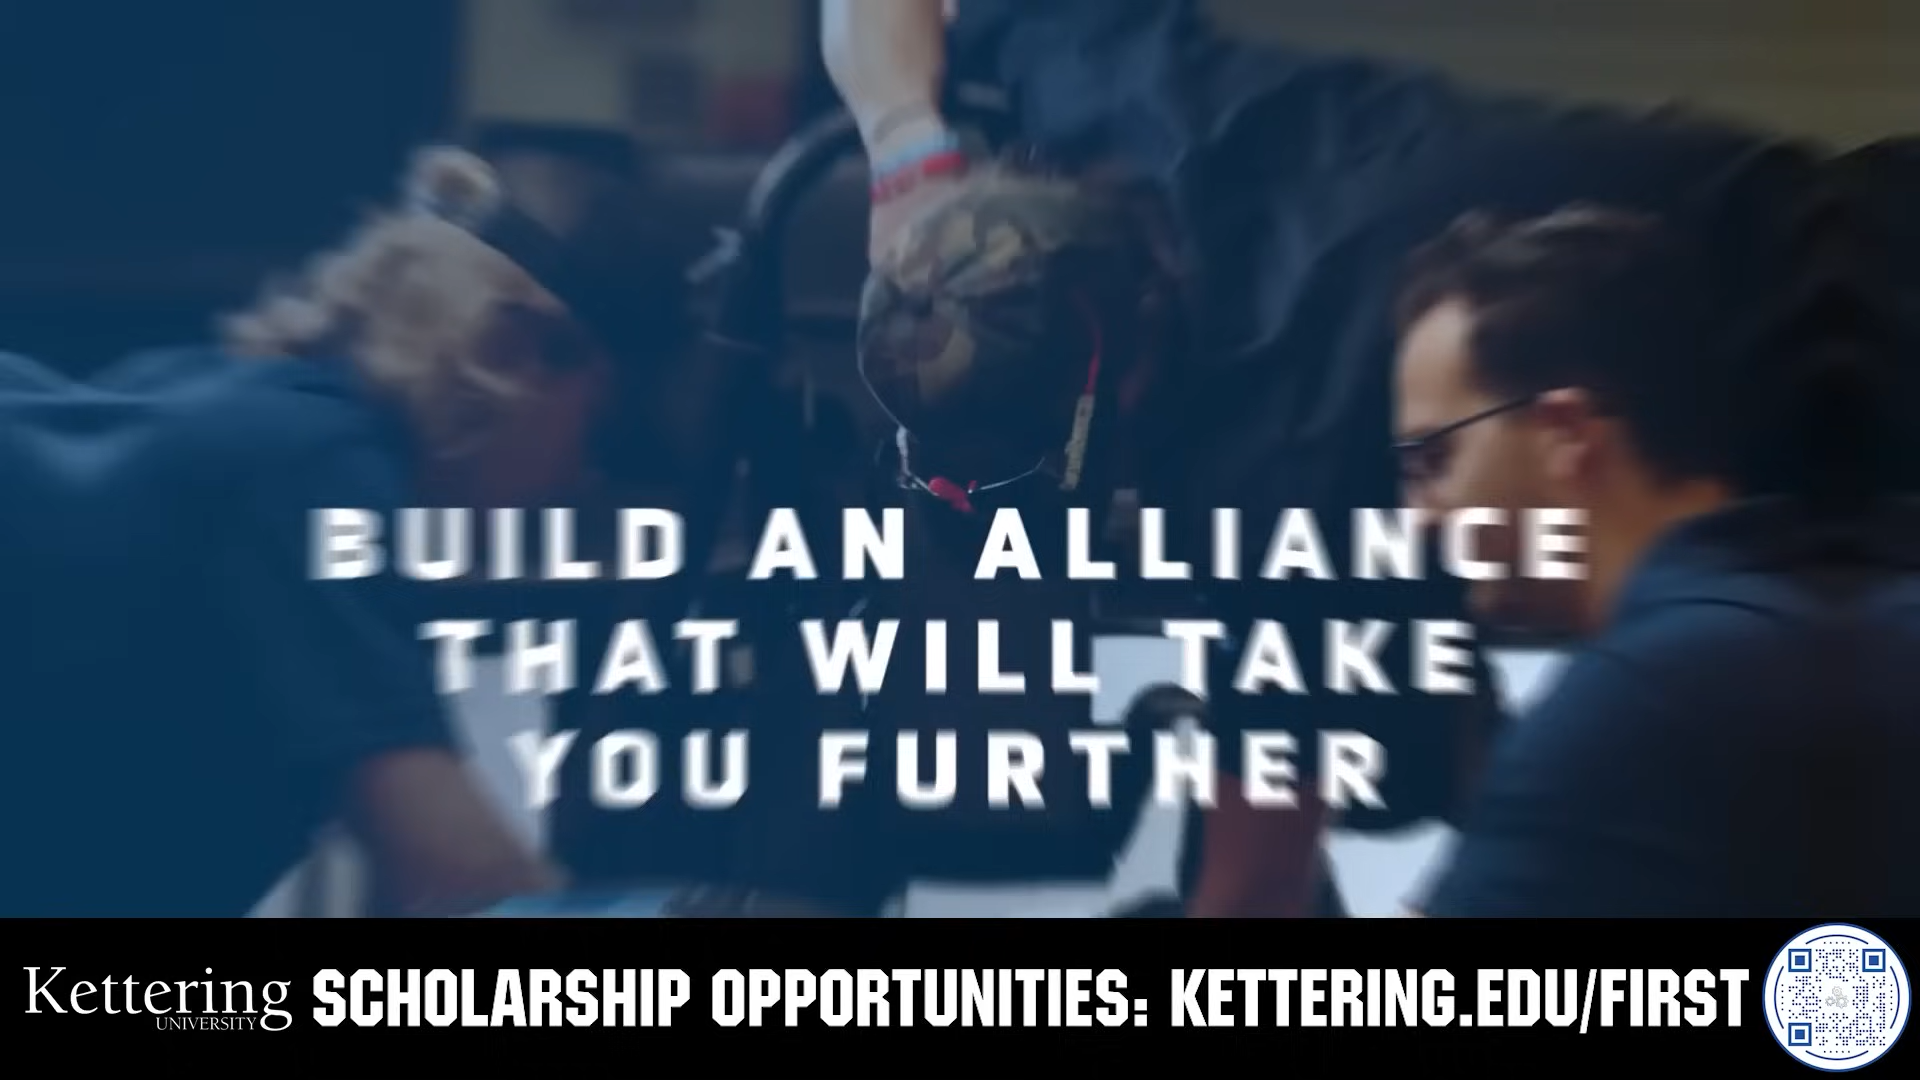 BUILD AN ALLIANCE
THAT WILL TAKE
YOU FURTHER
Kettering
UNIVERSITY
SCHOLARSHIP OPPORTUNITIES: KETTERING.EDU/FIRST